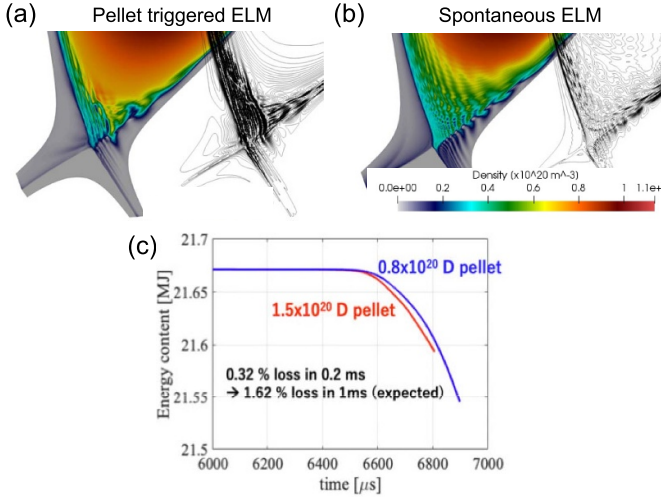 (a) Pellet triggered ELM
(b) Spontaneous ELM
Density (x10^20 m^-3)
0.0e+00 0.2 0.4 0.6 0.8 1 1.1e+
(c)
21.7
21.65
21.6
21.55
21.5
Energy content [MJ]
0.8x10²⁰ D pellet
1.5x10²⁰ D pellet
0.32 % loss in 0.2 ms
→ 1.62 % loss in 1ms (expected)
6000 6200 6400 6600 6800 7000
time [μs]